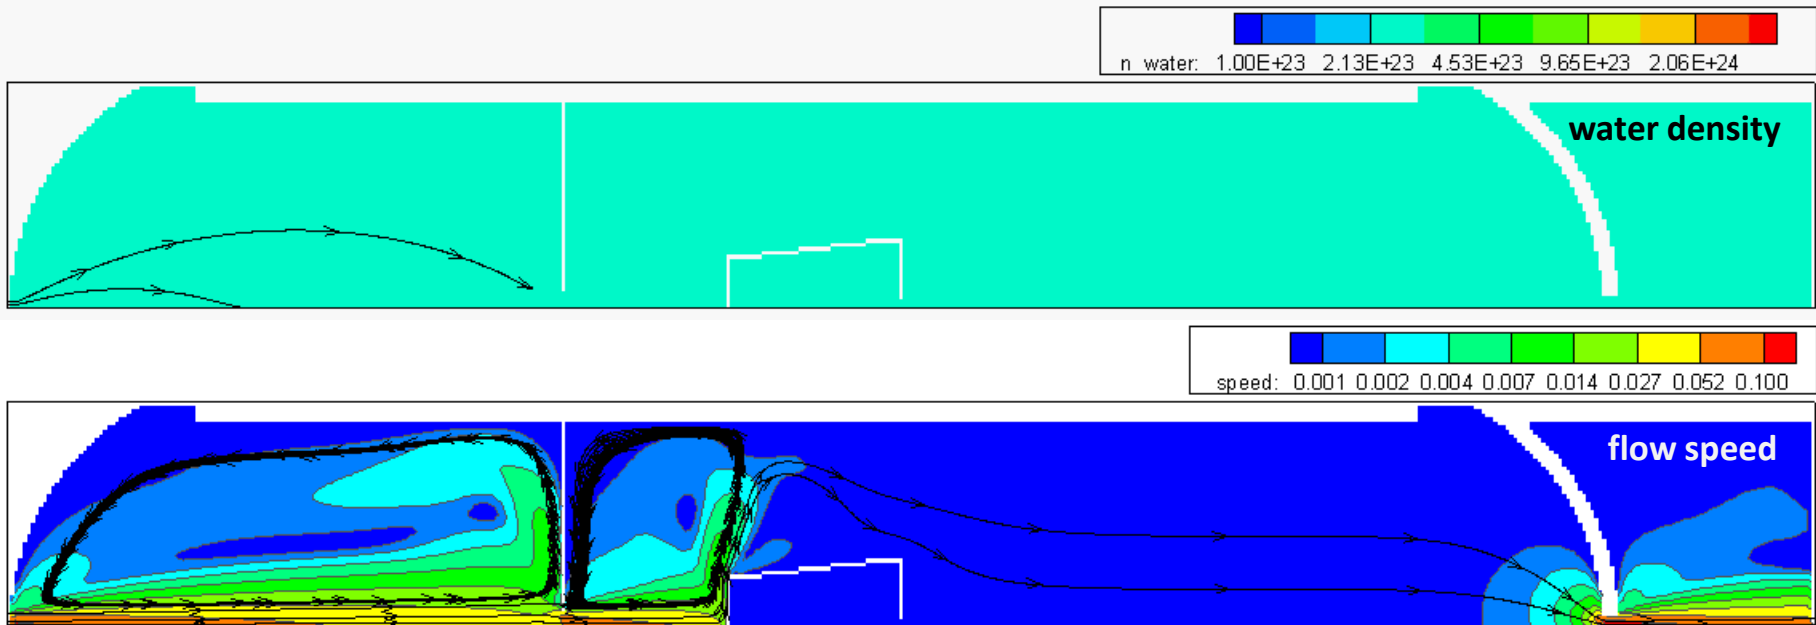 n water: 1.00E+23 2.13E+23 4.53E+23 9.65E+23 2.06E+24
water density
speed: 0.001 0.002 0.004 0.007 0.014 0.027 0.052 0.100
flow speed